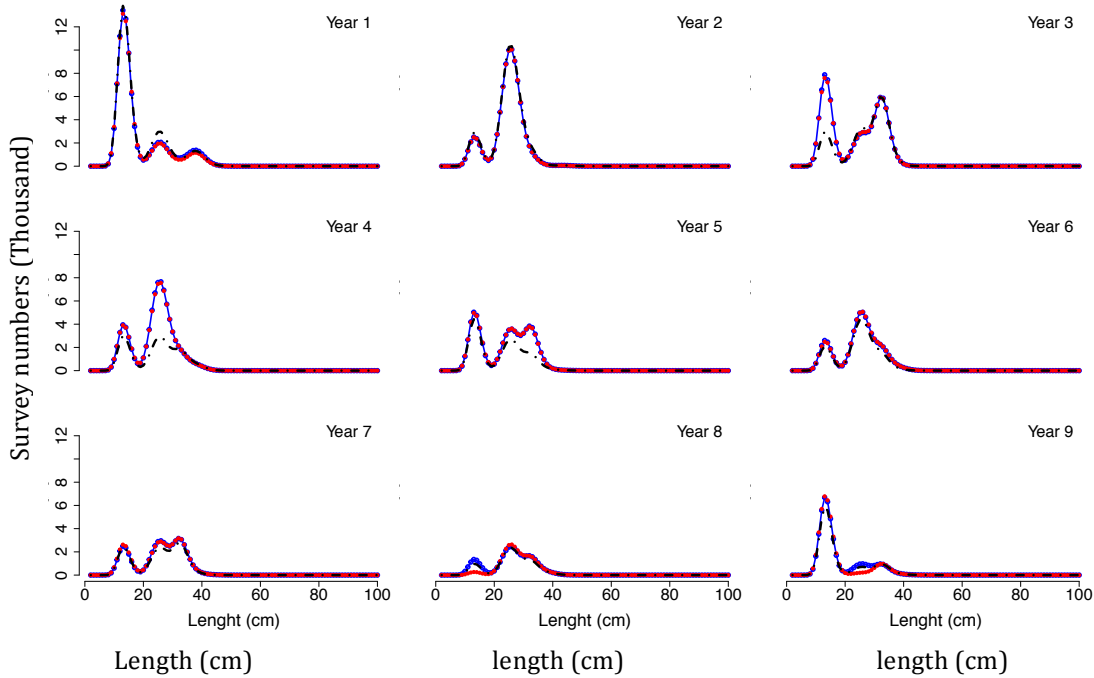 Survey numbers (Thousand)
Year 1
Year 2
Year 3
0 2 4 6 8 12
Year 4
Year 5
Year 6
0 2 4 6 8 12
Year 7
Year 8
Year 9
0 2 4 6 8 12
0 20 40 60 80 100
0 20 40 60 80 100
0 20 40 60 80 100
Lenght (cm)
Lenght (cm)
Lenght (cm)
Length (cm)
length (cm)
length (cm)